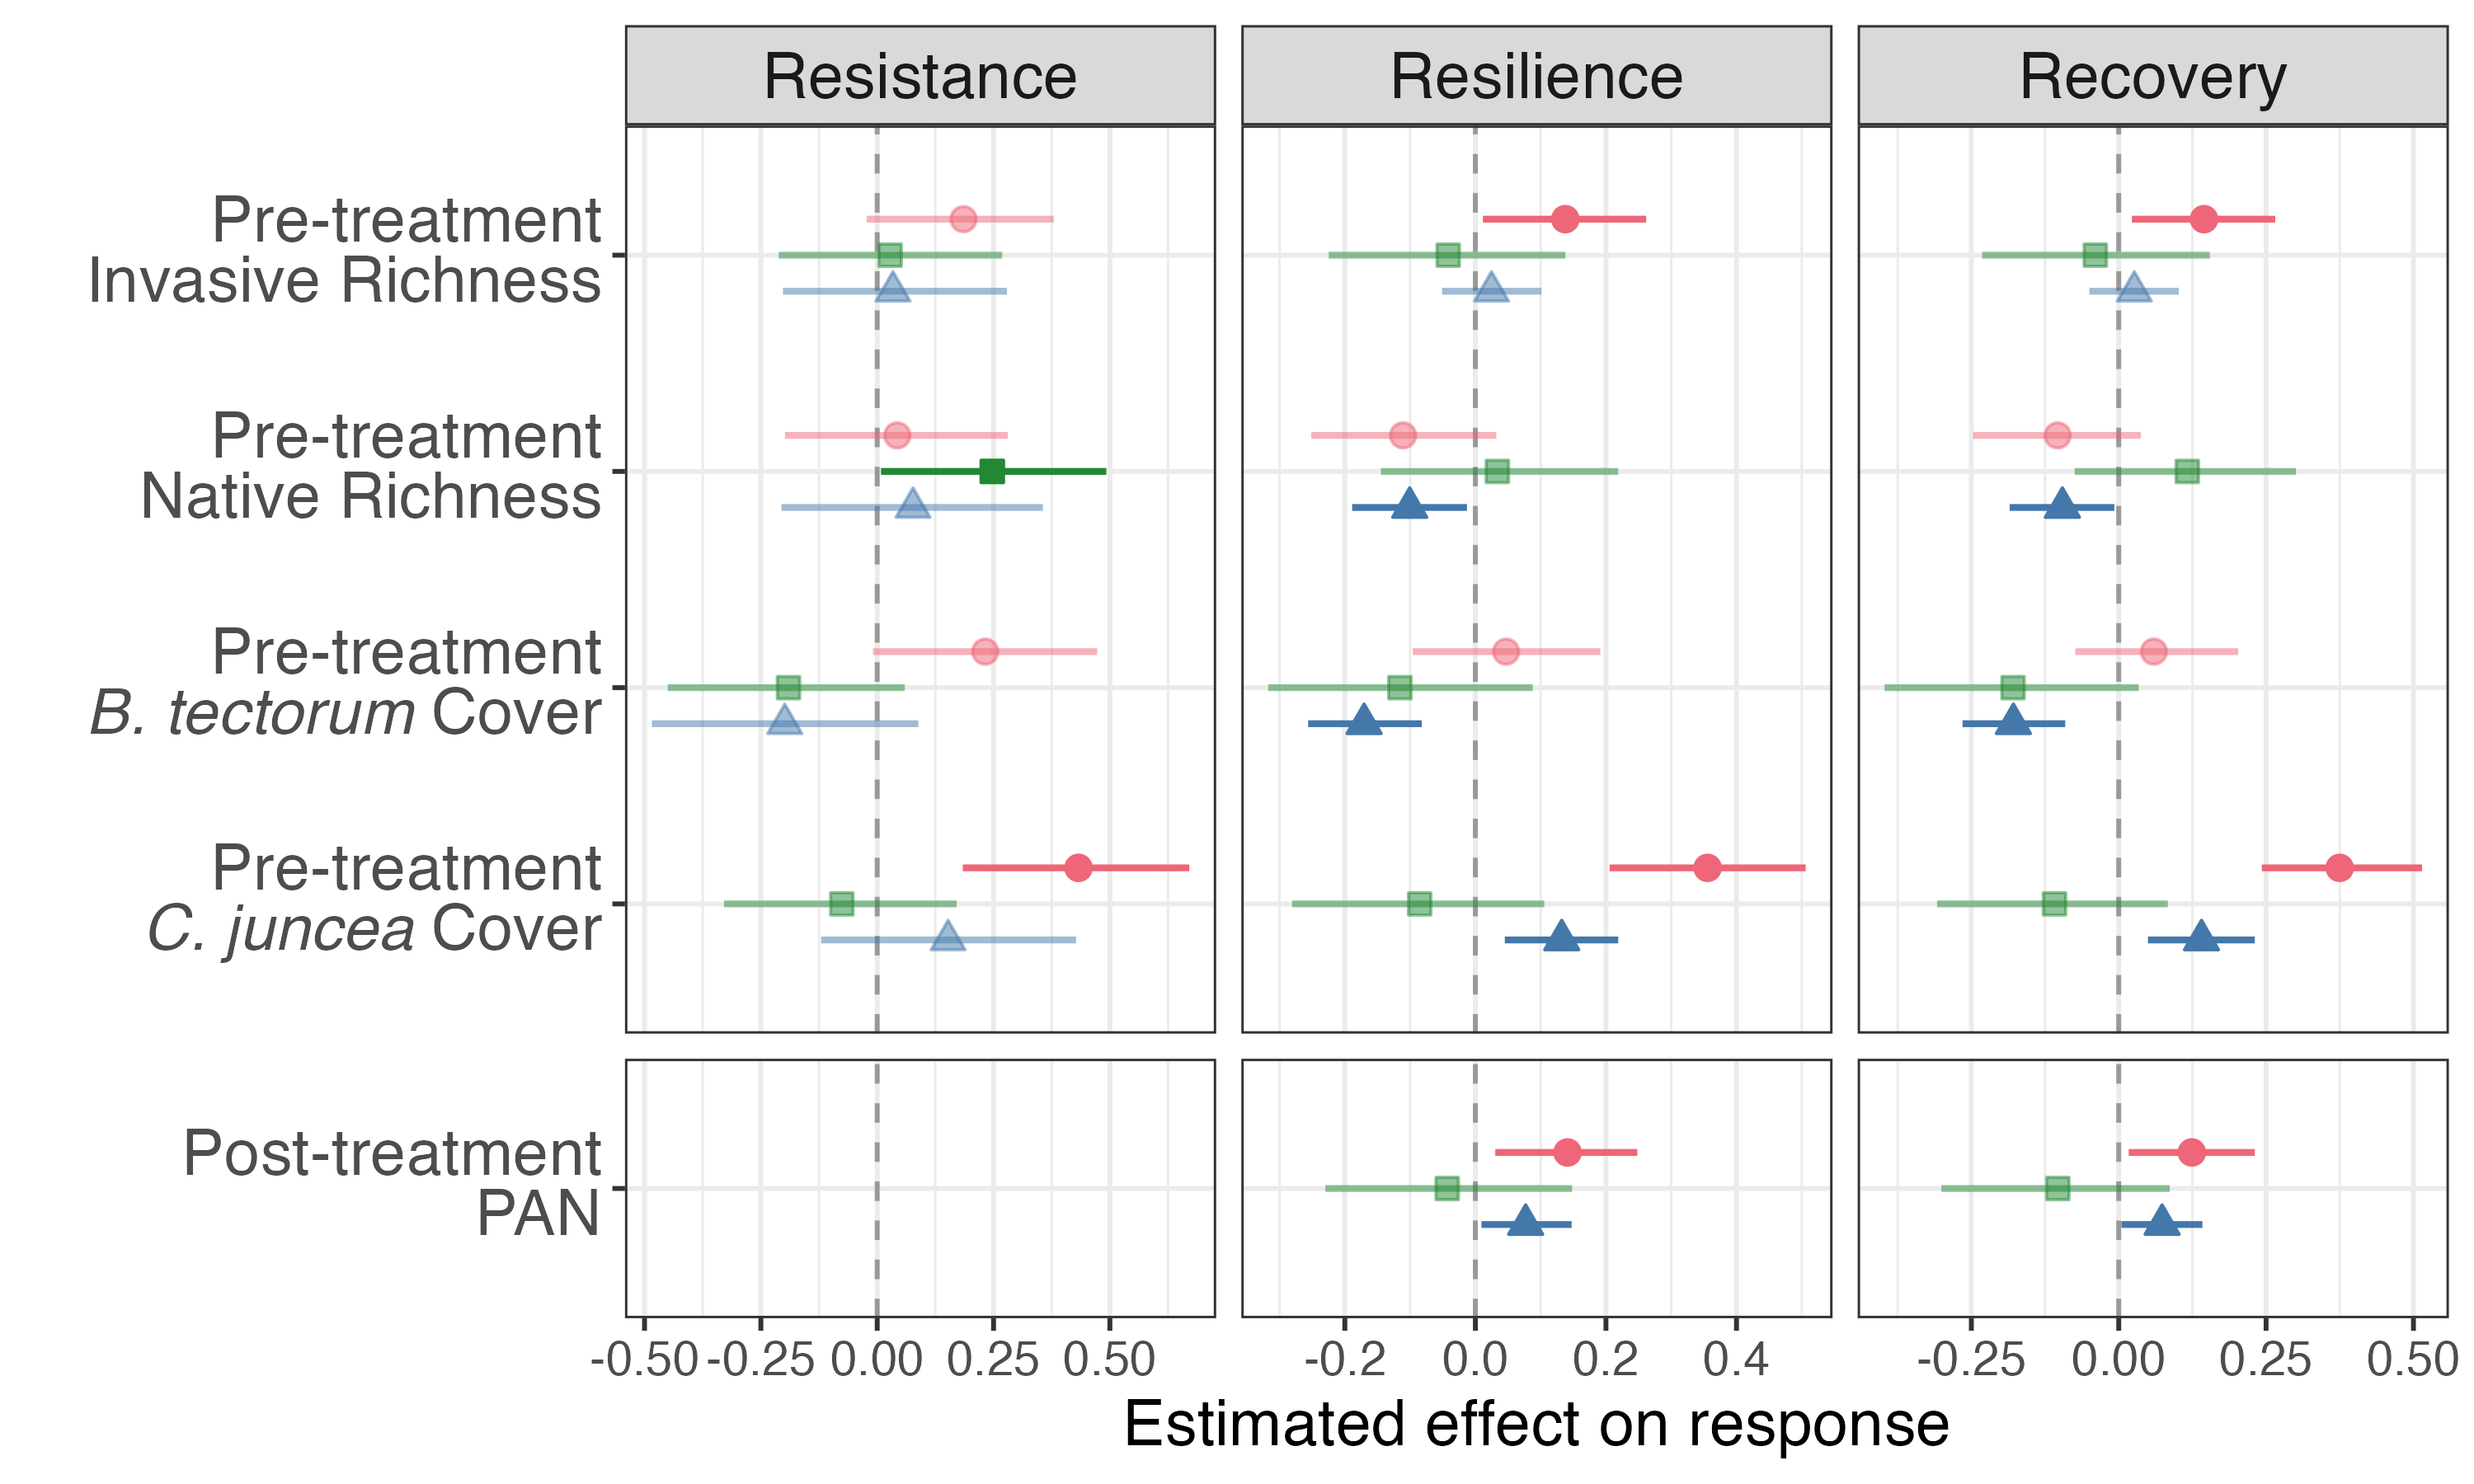 Resistance Resilience Recovery
Pre-treatment
Invasive Richness
Pre-treatment
Native Richness
Pre-treatment
B. tectorum Cover
Pre-treatment
C. juncea Cover
Post-treatment
PAN
-0.50 -0.25 0.00 0.25 0.50 -0.2 0.0 0.2 0.4 -0.25 0.00 0.25 0.50
Estimated effect on response